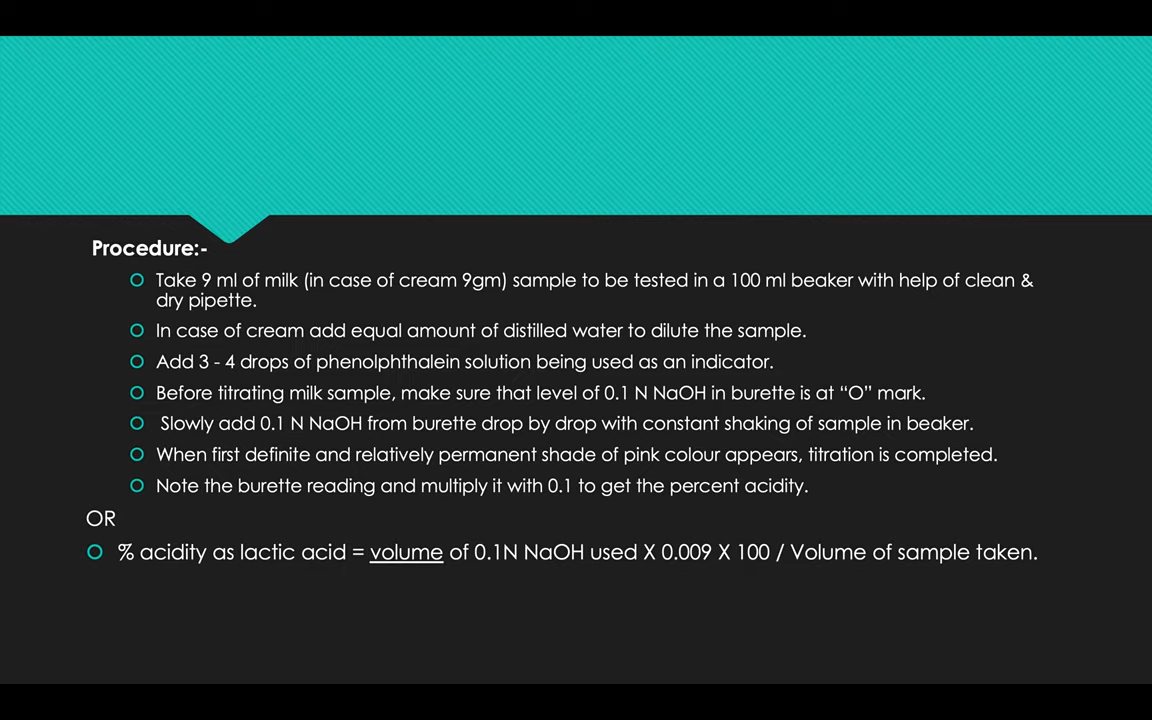 Procedure:-
Take 9 ml of milk (in case of cream 9gm) sample to be tested in a 100 ml beaker with help of clean &
dry pipette.
In case of cream add equal amount of distilled water to dilute the sample.
Add 3 - 4 drops of phenolphthalein solution being used as an indicator.
Before titrating milk sample, make sure that level of 0.1 N NaOH in burette is at “O” mark.
Slowly add 0.1 N NaOH from burette drop by drop with constant shaking of sample in beaker.
When first definite and relatively permanent shade of pink colour appears, titration is completed.
Note the burette reading and multiply it with 0.1 to get the percent acidity.
OR
% acidity as lactic acid = volume of 0.1N NaOH used X 0.009 X 100 / Volume of sample taken.